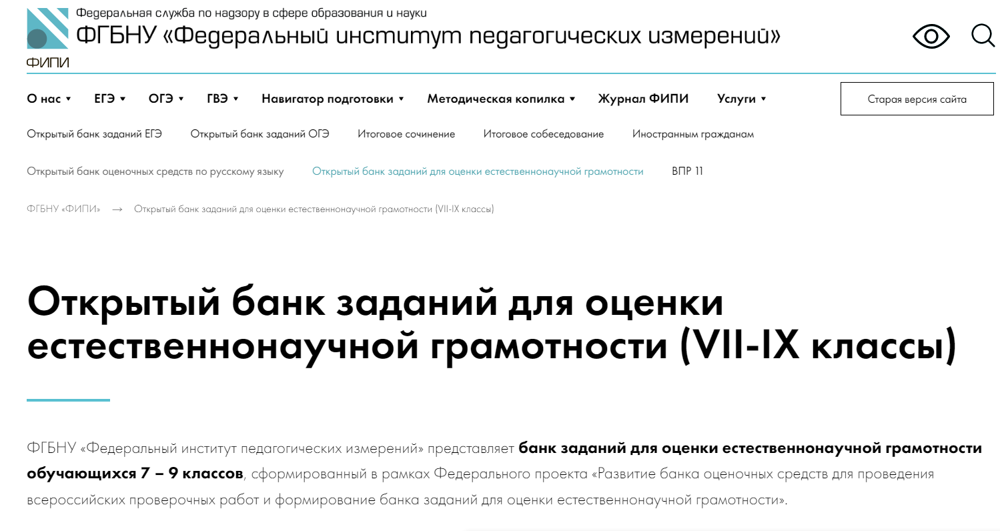 Федеральная служба по надзору в сфере образования и науки
ФГБНУ «Федеральный институт педагогических измерений»
ФИПИ
О нас ЕГЭ ОГЭ ГВЭ Навигатор подготовки Методическая копилка Журнал ФИПИ Услуги Старая версия сайта
Открытый банк заданий ЕГЭ Открытый банк заданий ОГЭ Итоговое сочинение Итоговое собеседование Иностранным гражданам
Открытый банк оценочных средств по русскому языку Открытый банк заданий для оценки естественнонаучной грамотности ВПР 11
ФГБНУ «ФИПИ» → Открытый банк заданий для оценки естественнонаучной грамотности (VII-IX классы)
Открытый банк заданий для оценки
естественнонаучной грамотности (VII-IX классы)
ФГБНУ «Федеральный институт педагогических измерений» представляет банк заданий для оценки естественнонаучной грамотности
обучающихся 7 – 9 классов, сформированный в рамках Федерального проекта «Развитие банка оценочных средств для проведения
всероссийских проверочных работ и формирование банка заданий для оценки естественнонаучной грамотности».